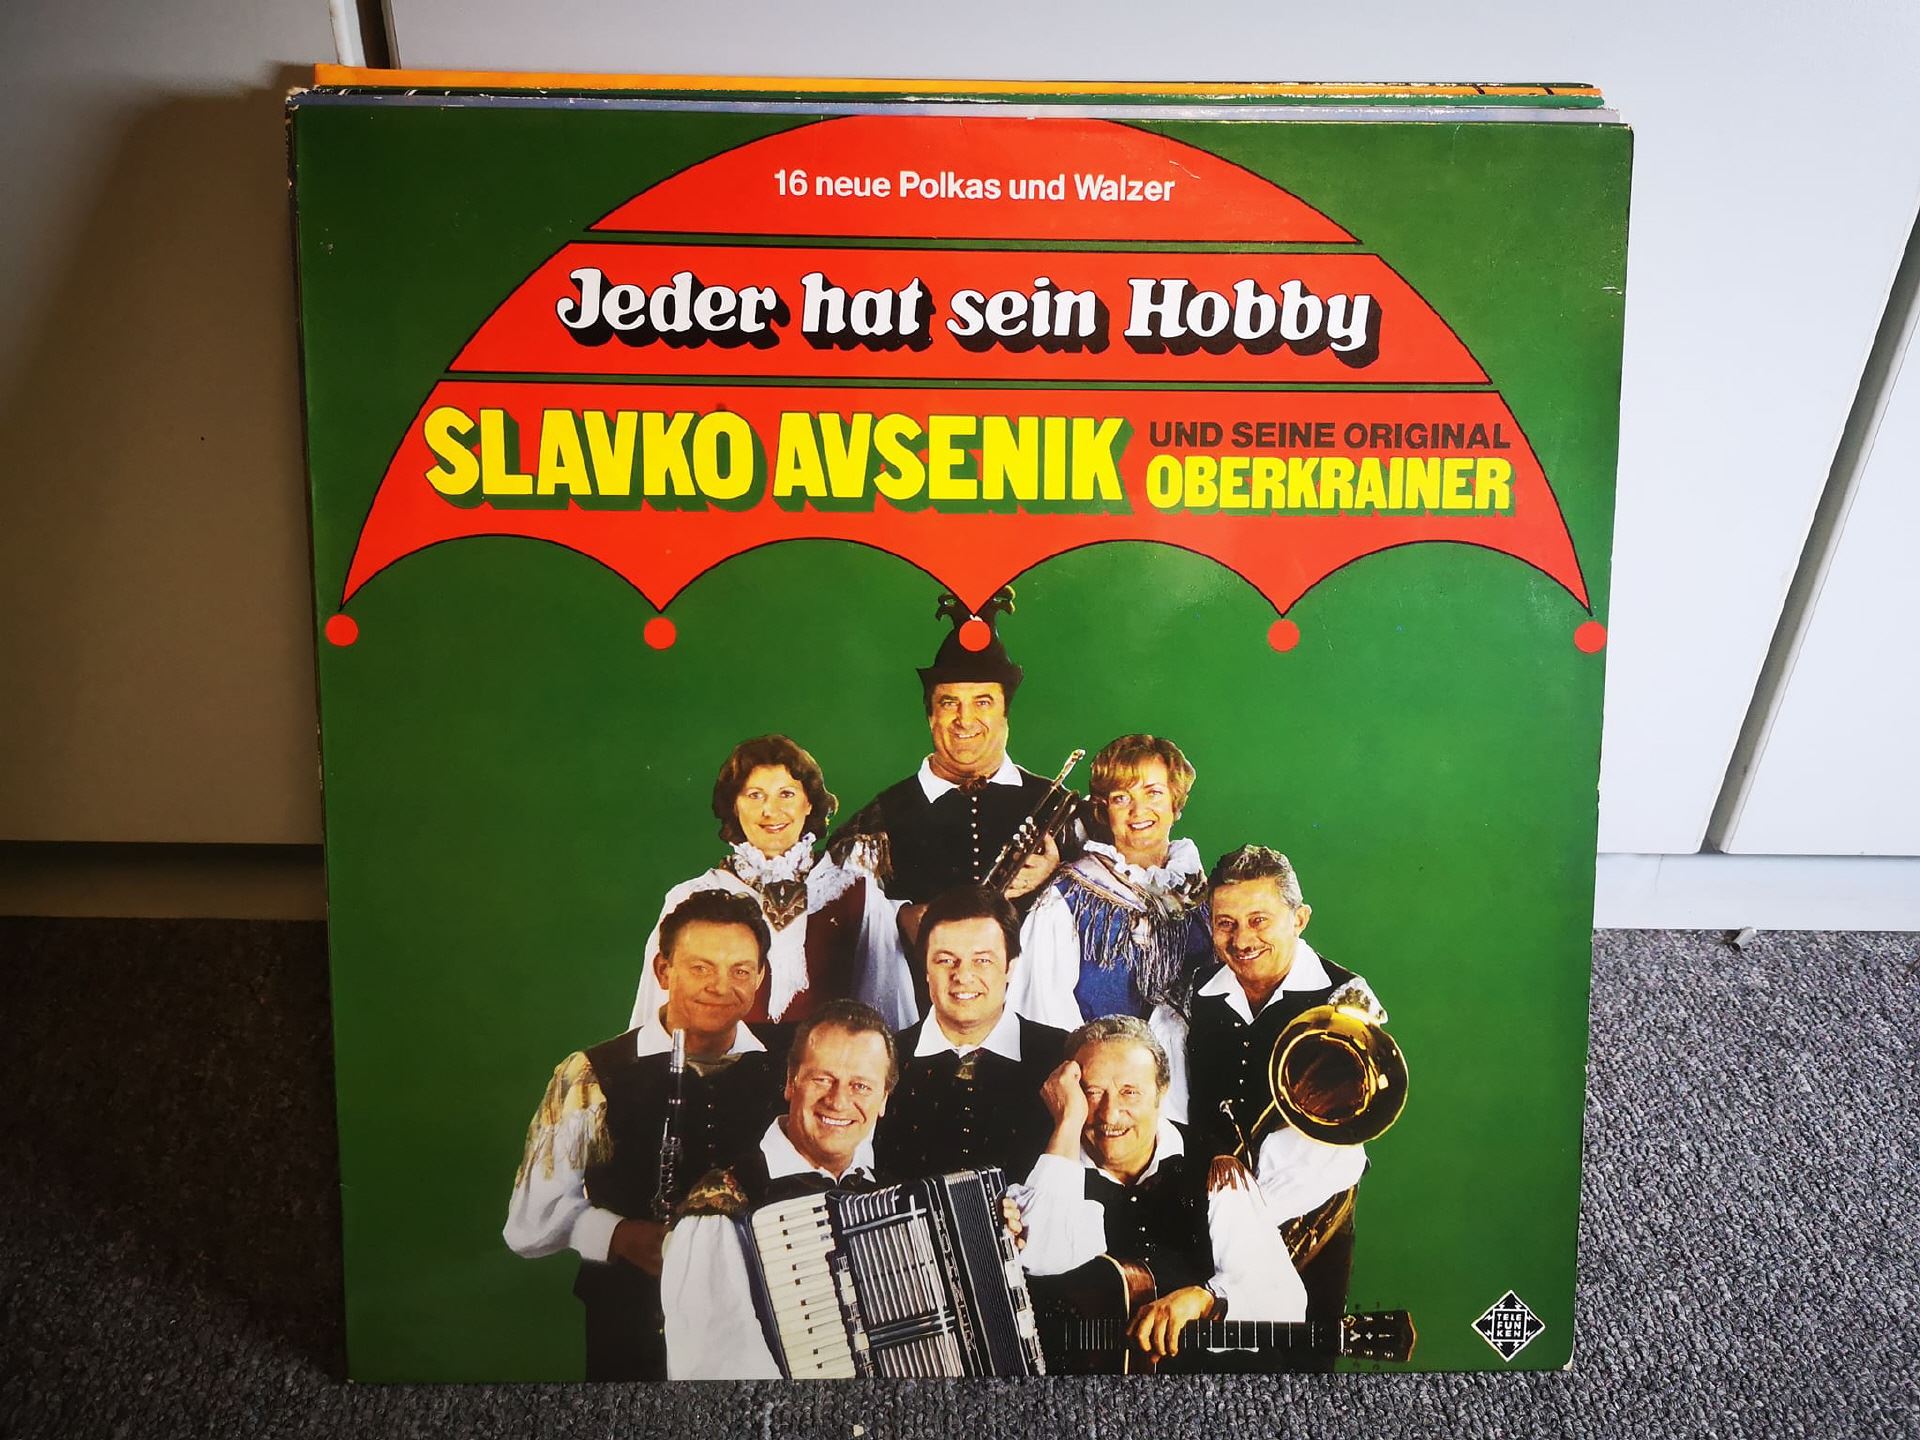 16 neue Polkas und Walzer
Jeder hat sein Hobby
SLAVKO AVSENIK
UND SEINE ORIGINAL
OBERKRAINER
TELE
FUN
KEN